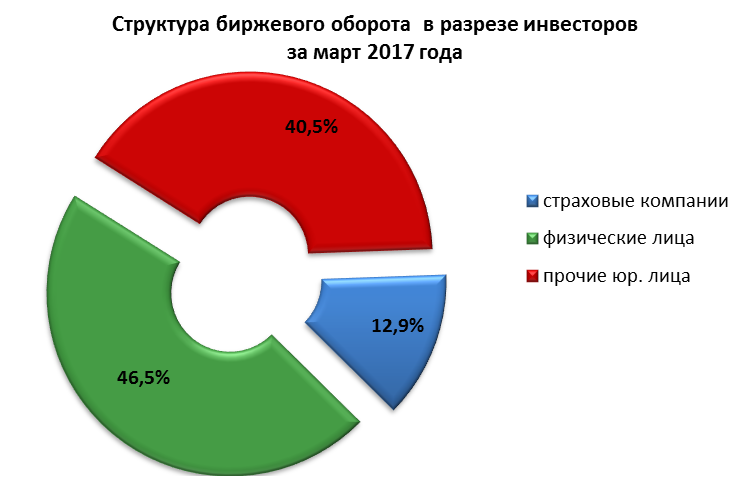 Структура биржевого оборота в разрезе инвесторов
за март 2017 года
40,5%
12,9%
46,5%
страховые компании
физические лица
прочие юр. лица